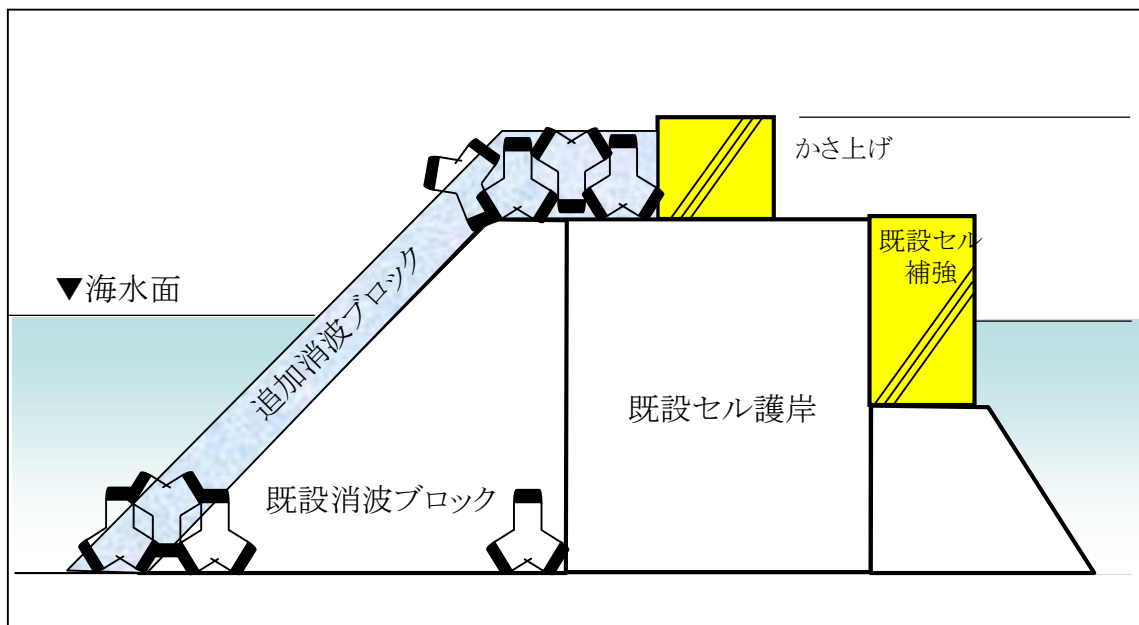 かさ上げ
既設セル
補強
▼海水面
追加消波ブロック
既設セル護岸
既設消波ブロック